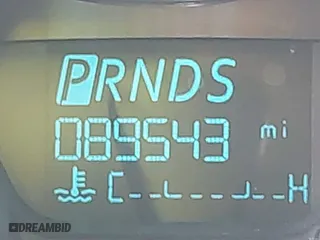 PRNDS
089543 mi
C H
DREAMBID